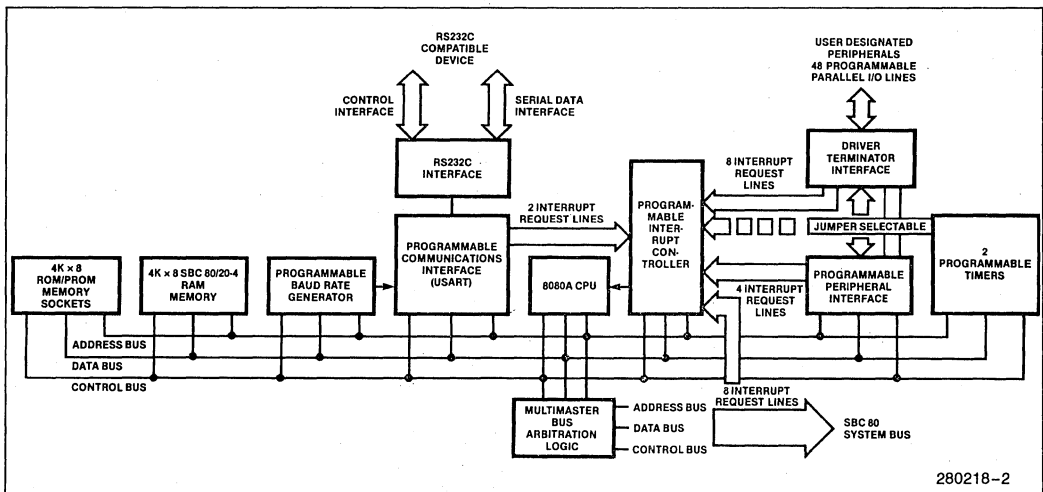 RS232C
COMPATIBLE
DEVICE
CONTROL
INTERFACE
SERIAL DATA
INTERFACE
RS232C
INTERFACE
USER DESIGNATED
PERIPHERALS
48 PROGRAMMABLE
PARALLEL I/O LINES
DRIVER
TERMINATOR
INTERFACE
8 INTERRUPT
REQUEST
LINES
2 INTERRUPT
REQUEST LINES
PROGRAM-
MABLE
INTER-
RUPT
CON-
TROLLER
JUMPER SELECTABLE
2
PROGRAMMABLE
TIMERS
4K × 8
ROM/PROM
MEMORY
SOCKETS
4K × 8 SBC 80/20-4
RAM
MEMORY
PROGRAMMABLE
BAUD RATE
GENERATOR
PROGRAMMABLE
COMMUNICATIONS
INTERFACE
(USART)
8080A CPU
4 INTERRUPT
REQUEST
LINES
PROGRAMMABLE
PERIPHERAL
INTERFACE
ADDRESS BUS
DATA BUS
CONTROL BUS
8 INTERRUPT
REQUEST LINES
MULTIMASTER
BUS
ARBITRATION
LOGIC
ADDRESS BUS
DATA BUS
CONTROL BUS
SBC 80
SYSTEM BUS
280218-2